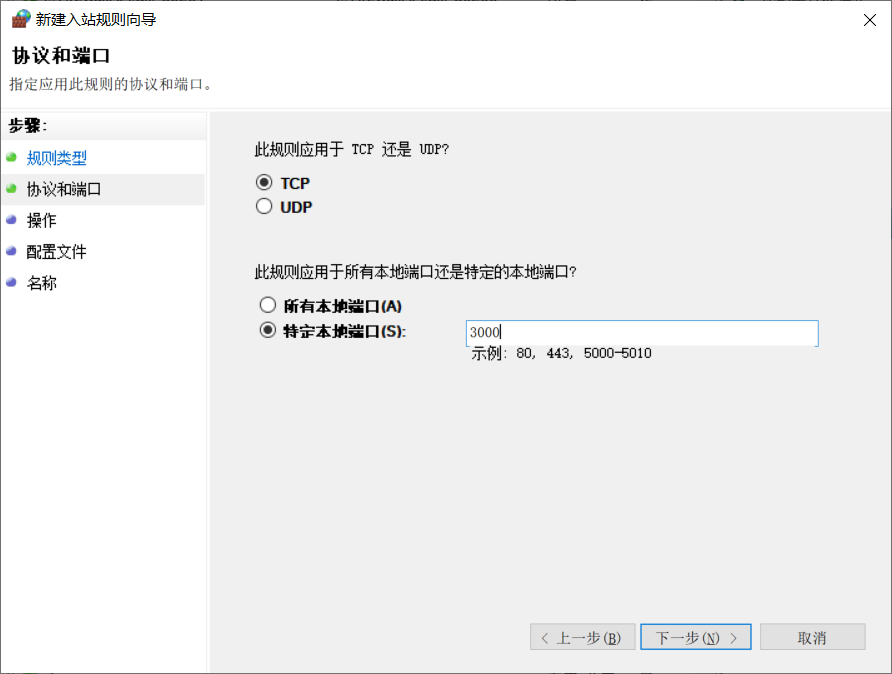 新建入站规则向导
协议和端口
指定应用此规则的协议和端口。
步骤:
规则类型
协议和端口
操作
配置文件
名称
此规则应用于 TCP 还是 UDP?
TCP
UDP
此规则应用于所有本地端口还是特定的本地端口?
所有本地端口(A)
特定本地端口(S):
3000
示例: 80, 443, 5000-5010
< 上一步(B)
下一步(N) >
取消